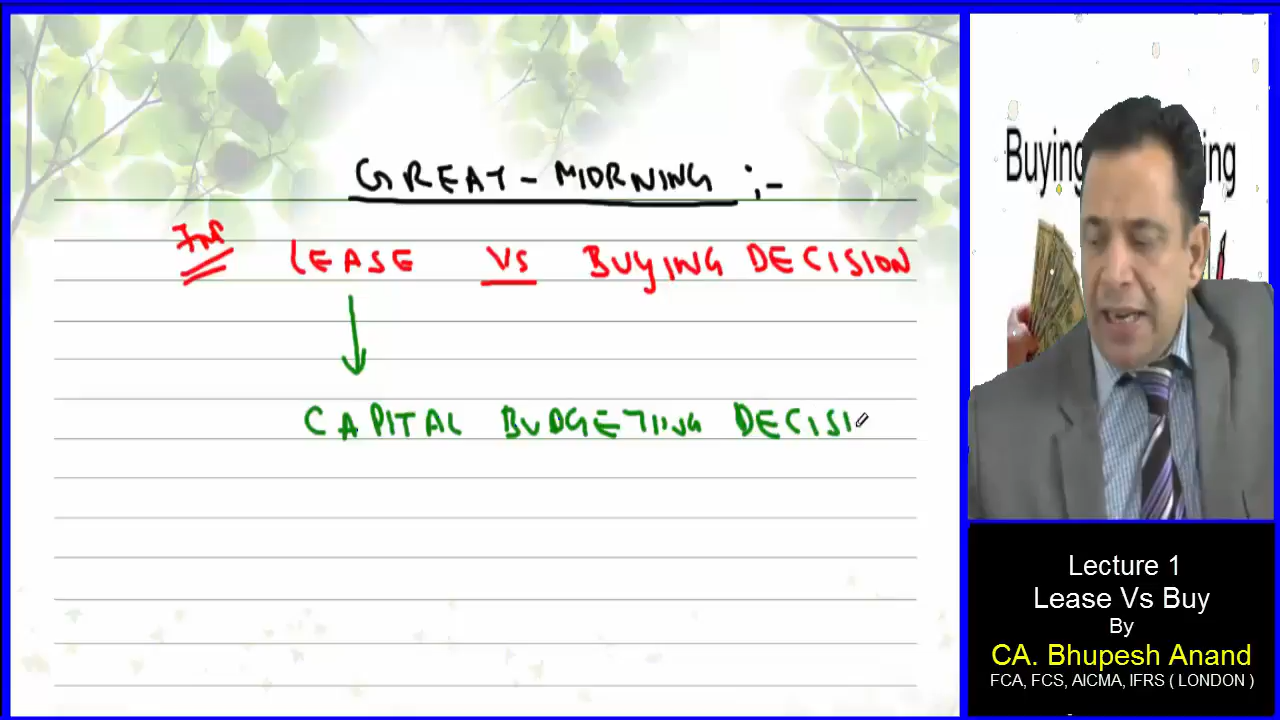 GREAT - MORNING :-
LEASE VS BUYING DECISION
CAPITAL BUDGETING DECISI
Buying
Lecture 1
Lease Vs Buy
By
CA. Bhupesh Anand
FCA, FCS, AICMA, IFRS ( LONDON )